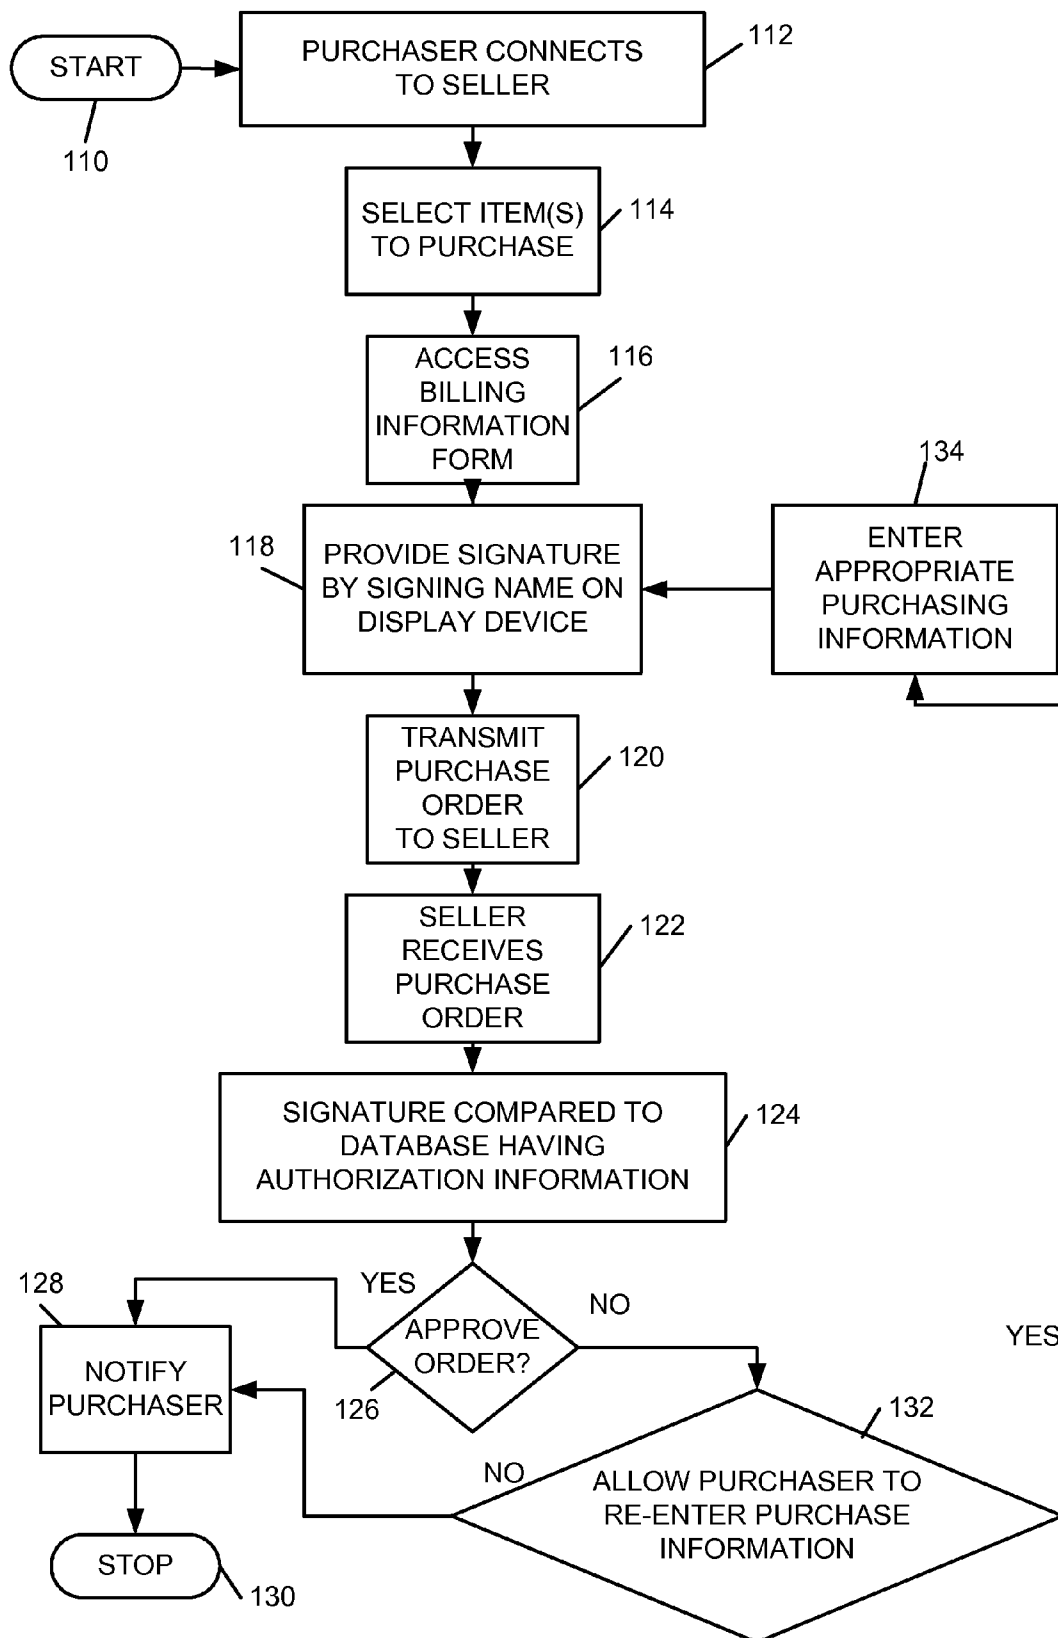 START
110
PURCHASER CONNECTS
TO SELLER
112
SELECT ITEM(S)
TO PURCHASE
114
ACCESS
BILLING
INFORMATION
FORM
116
PROVIDE SIGNATURE
BY SIGNING NAME ON
DISPLAY DEVICE
118
134
ENTER
APPROPRIATE
PURCHASING
INFORMATION
TRANSMIT
PURCHASE
ORDER
TO SELLER
120
SELLER
RECEIVES
PURCHASE
ORDER
122
SIGNATURE COMPARED TO
DATABASE HAVING
AUTHORIZATION INFORMATION
124
APPROVE
ORDER?
126
YES
NO
128
NOTIFY
PURCHASER
STOP
130
132
ALLOW PURCHASER TO
RE-ENTER PURCHASE
INFORMATION
NO
YES